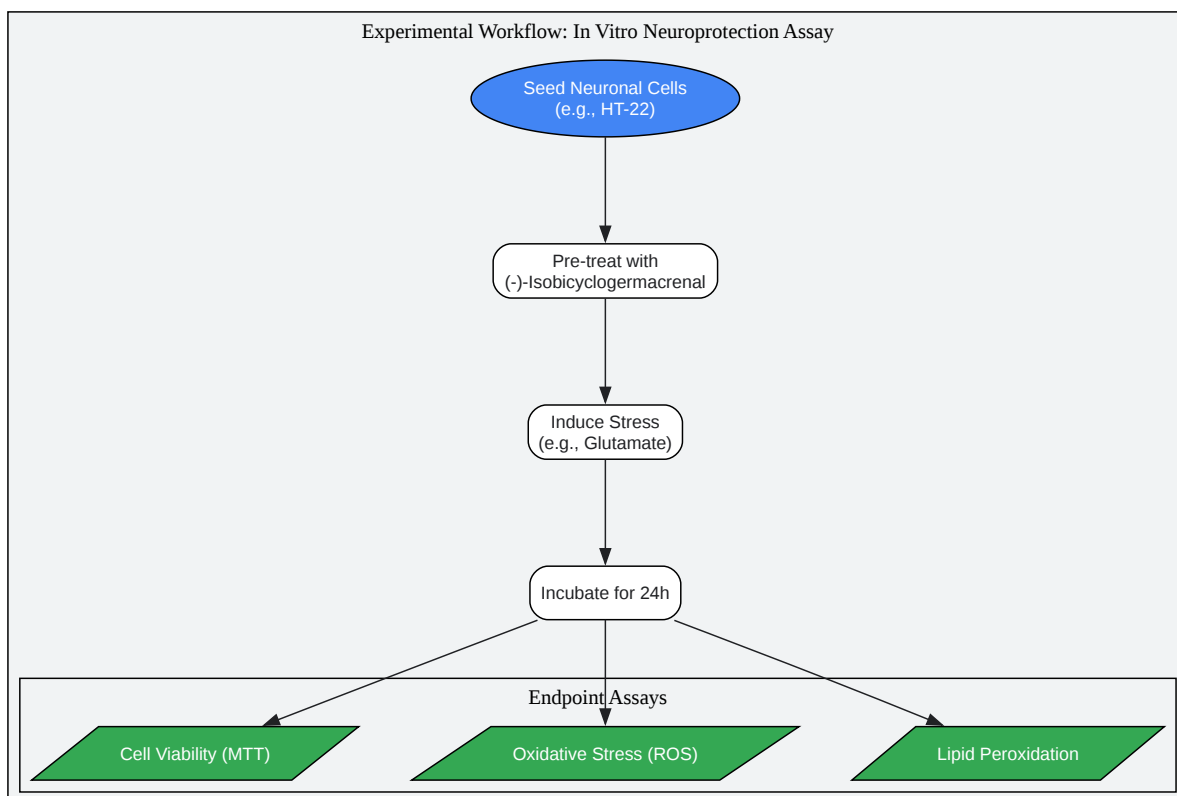 Experimental Workflow: In Vitro Neuroprotection Assay
Seed Neuronal Cells
(e.g., HT-22)
Pre-treat with
(-)-Isobicyclogermacrenal
Induce Stress
(e.g., Glutamate)
Incubate for 24h
Endpoint Assays
Cell Viability (MTT)
Oxidative Stress (ROS)
Lipid Peroxidation